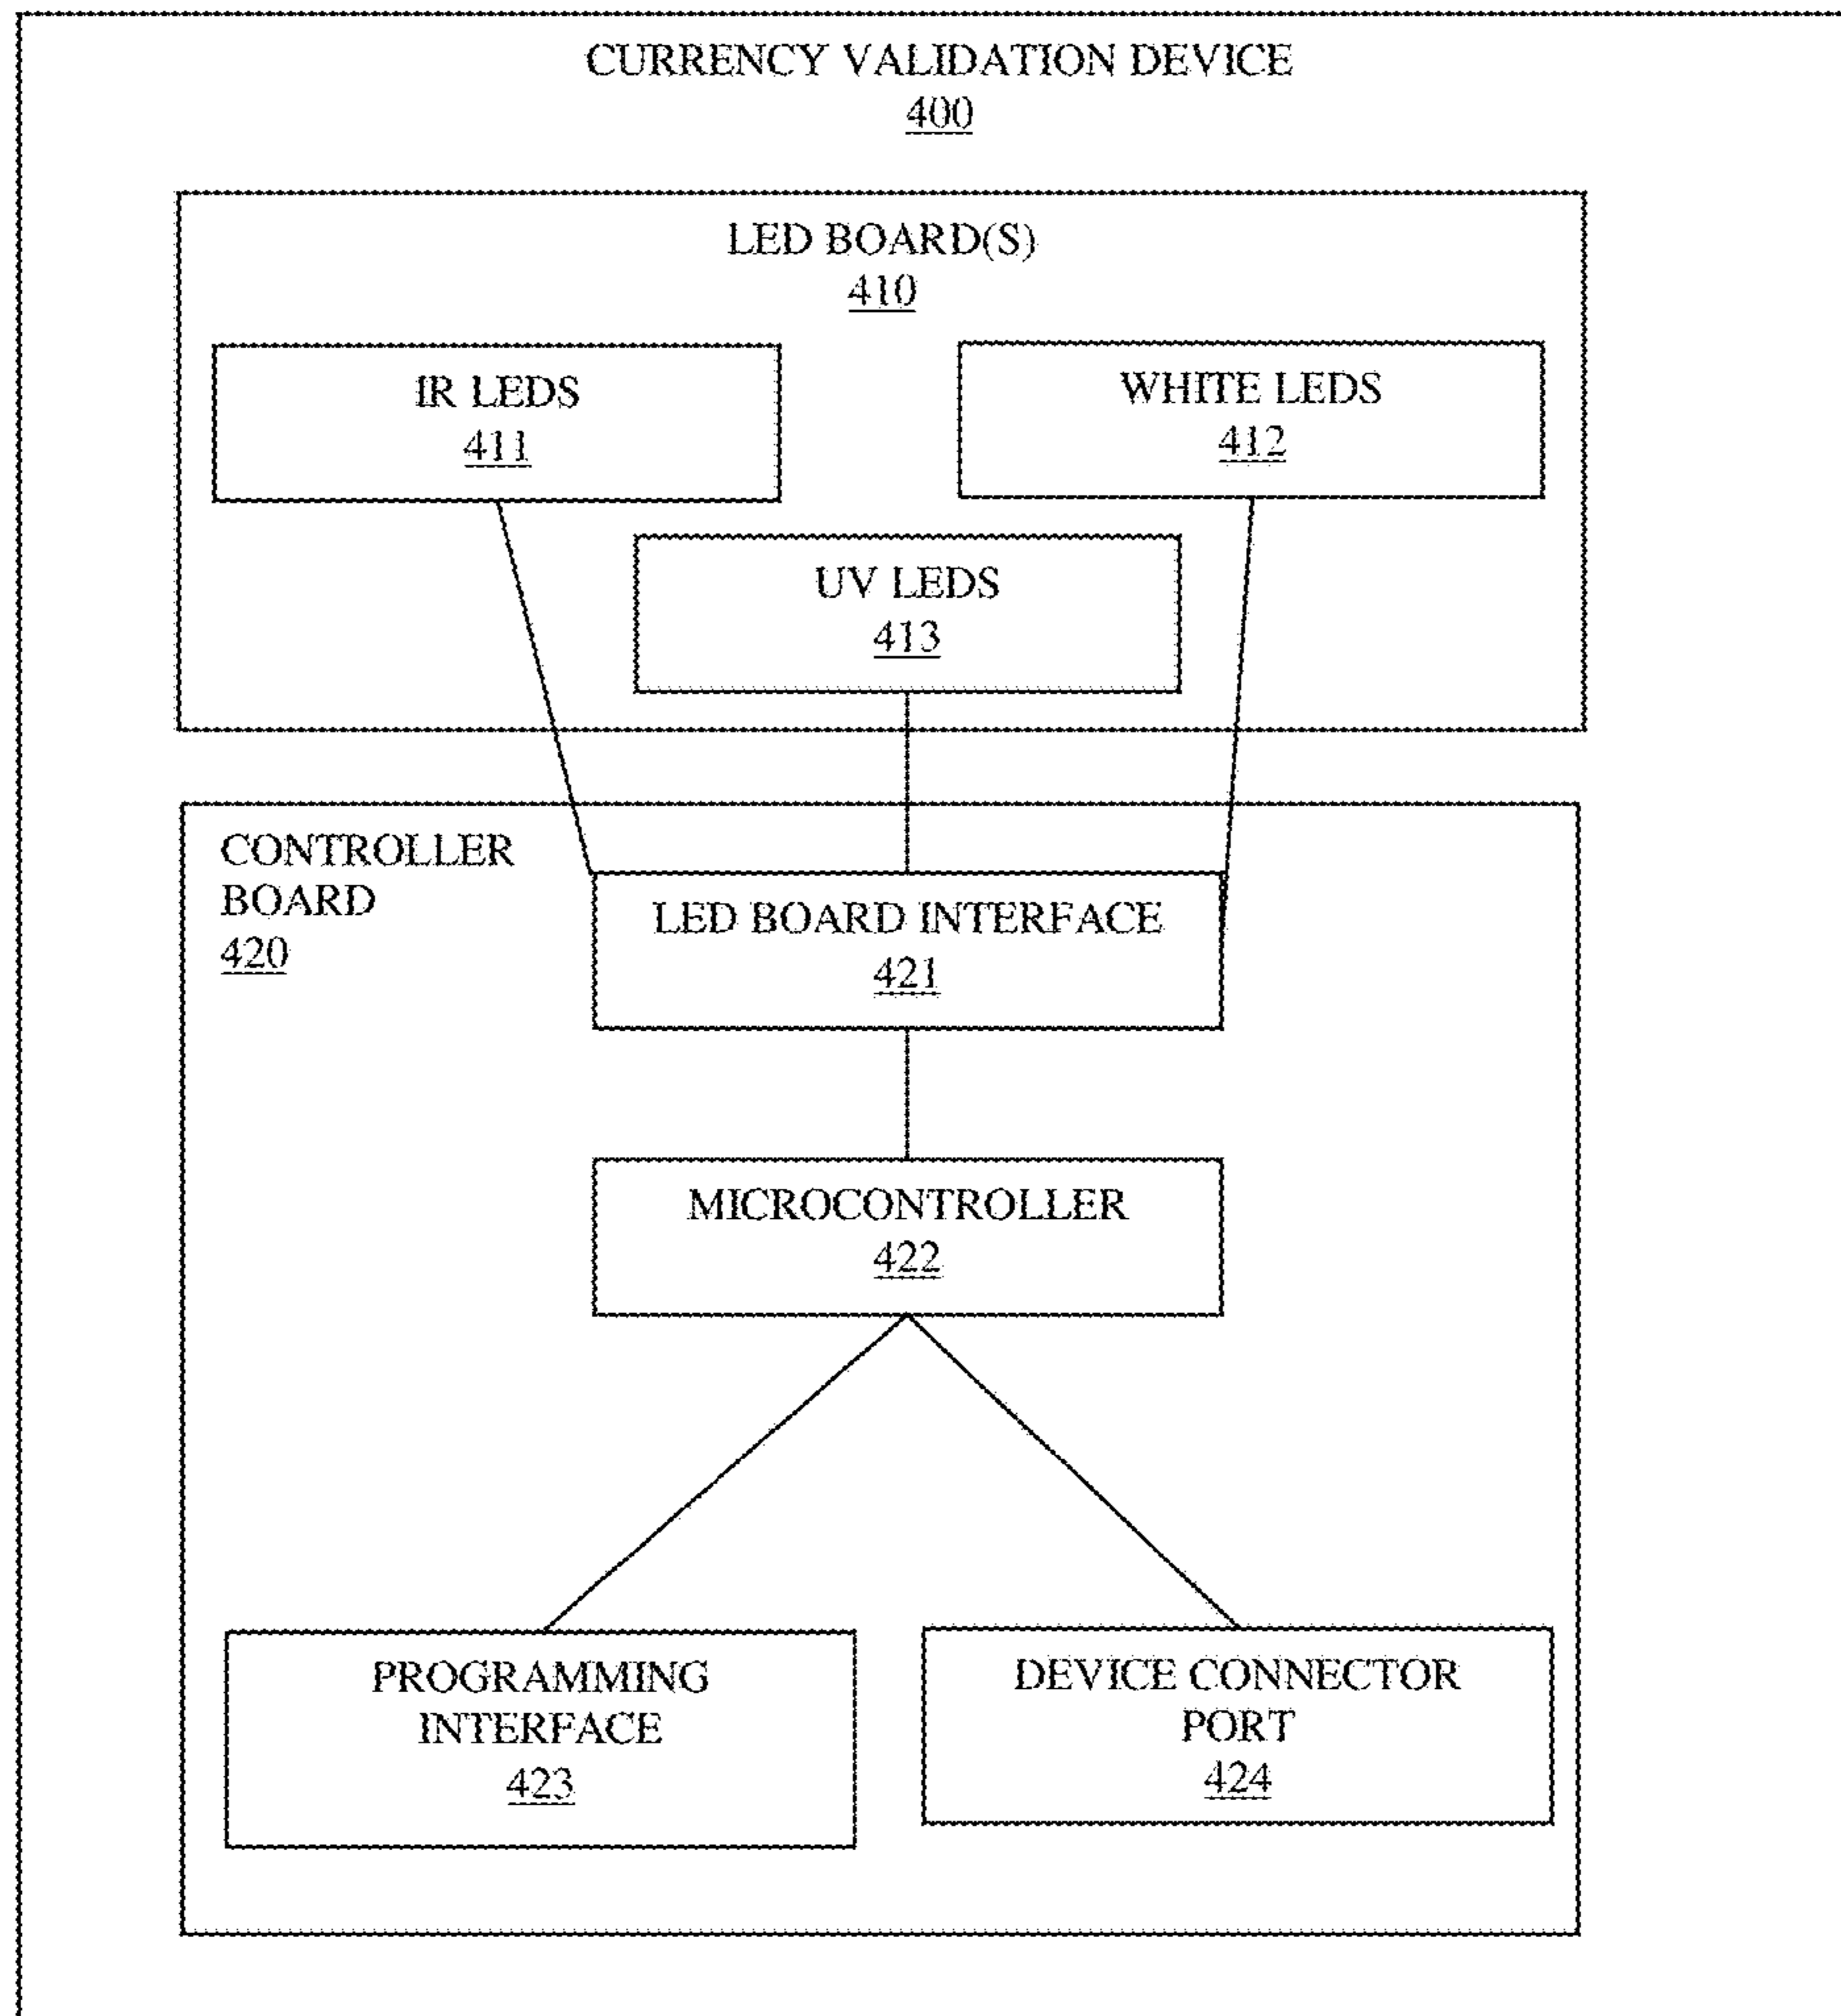 CURRENCY VALIDATION DEVICE
400
LED BOARD(S)
410
IR LEDS
411
WHITE LEDS
412
UV LEDS
413
CONTROLLER
BOARD
420
LED BOARD INTERFACE
421
MICROCONTROLLER
422
PROGRAMMING
INTERFACE
423
DEVICE CONNECTOR
PORT
424